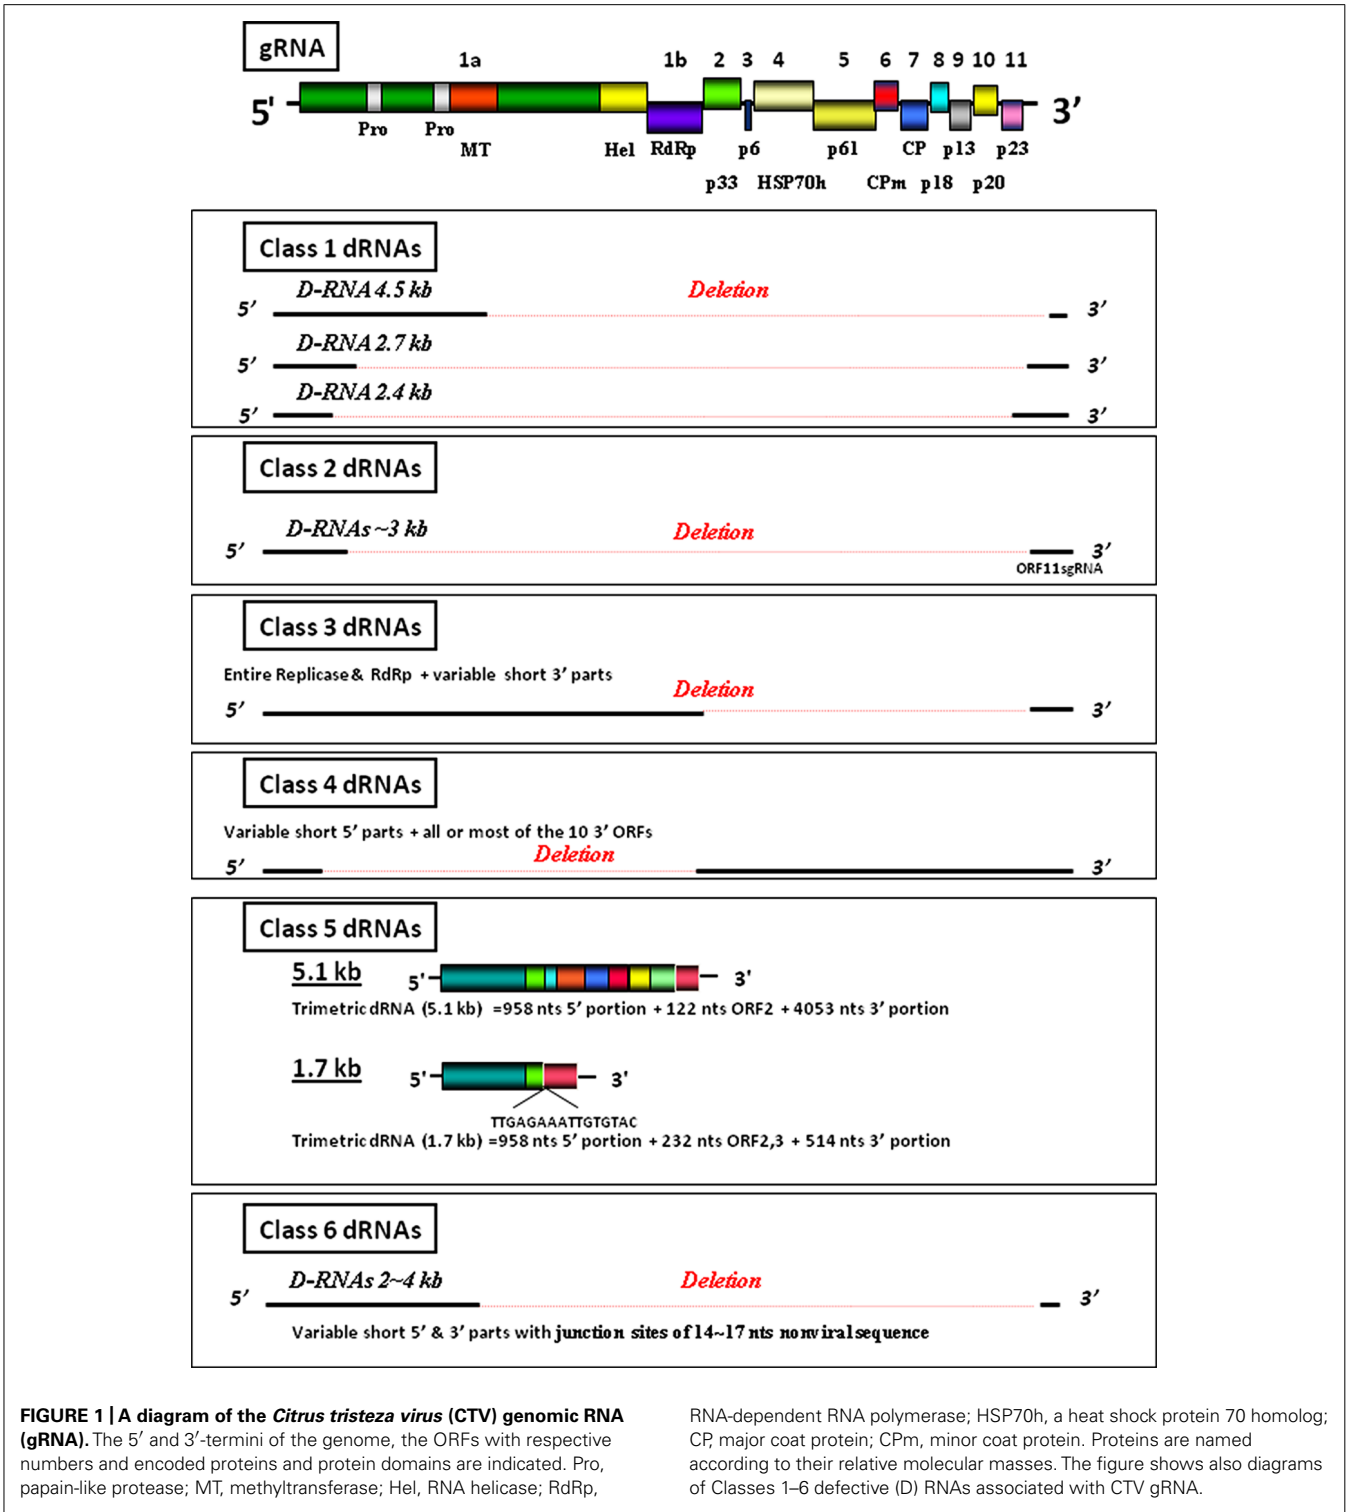 gRNA
1a 1b 2 3 4 5 6 7 8 9 10 11
5' 3’
Pro Pro
MT Hel RdRp p6 p61 CP p13 p23
p33 HSP70h CPm p18 p20
Class 1 dRNAs
D-RNA 4.5 kb Deletion
5’ 3’
D-RNA 2.7 kb
5’ 3’
D-RNA 2.4 kb
5’ 3’
Class 2 dRNAs
D-RNAs ~3 kb Deletion
5’ 3’
ORF11sgRNA
Class 3 dRNAs
Entire Replicase & RdRp + variable short 3’ parts
Deletion
5’ 3’
Class 4 dRNAs
Variable short 5’ parts + all or most of the 10 3’ ORFs
Deletion
5’ 3’
Class 5 dRNAs
5.1 kb 5' 3'
Trimetric dRNA (5.1 kb) =958 nts 5’ portion + 122 nts ORF2 + 4053 nts 3’ portion
1.7 kb 5' 3'
TTGAGAAATTGTGTAC
Trimetric dRNA (1.7 kb) =958 nts 5’ portion + 232 nts ORF2,3 + 514 nts 3’ portion
Class 6 dRNAs
D-RNAs 2~4 kb Deletion
5’ 3’
Variable short 5’ & 3’ parts with junction sites of 14~17 nts nonviral sequence
FIGURE 1 | A diagram of the Citrus tristeza virus (CTV) genomic RNA
(gRNA). The 5′ and 3′-termini of the genome, the ORFs with respective
numbers and encoded proteins and protein domains are indicated. Pro,
papain-like protease; MT, methyltransferase; Hel, RNA helicase; RdRp,
RNA-dependent RNA polymerase; HSP70h, a heat shock protein 70 homolog;
CP, major coat protein; CPm, minor coat protein. Proteins are named
according to their relative molecular masses. The figure shows also diagrams
of Classes 1–6 defective (D) RNAs associated with CTV gRNA.